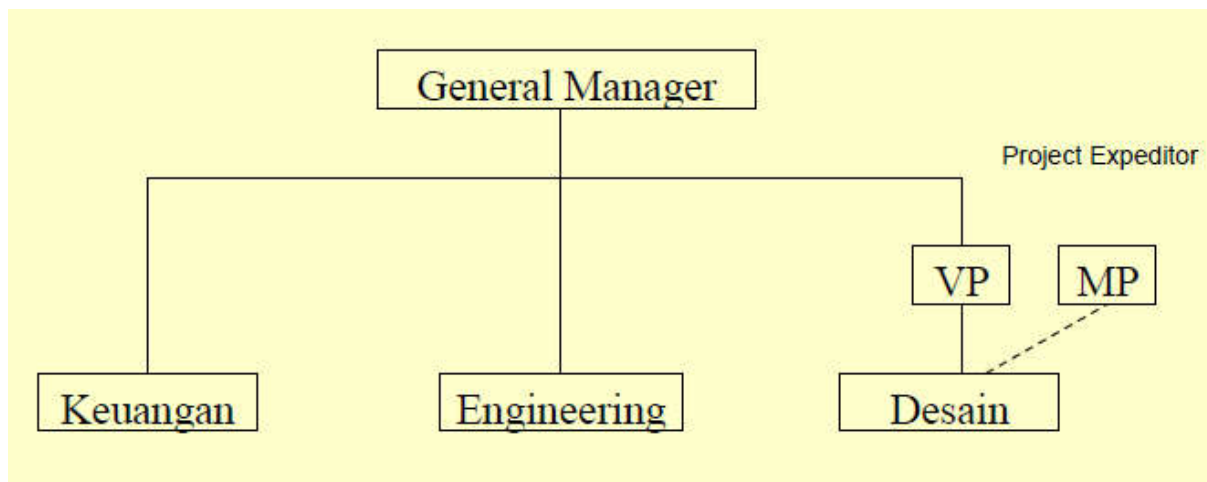 General Manager
Project Expeditor
VP
MP
Keuangan
Engineering
Desain